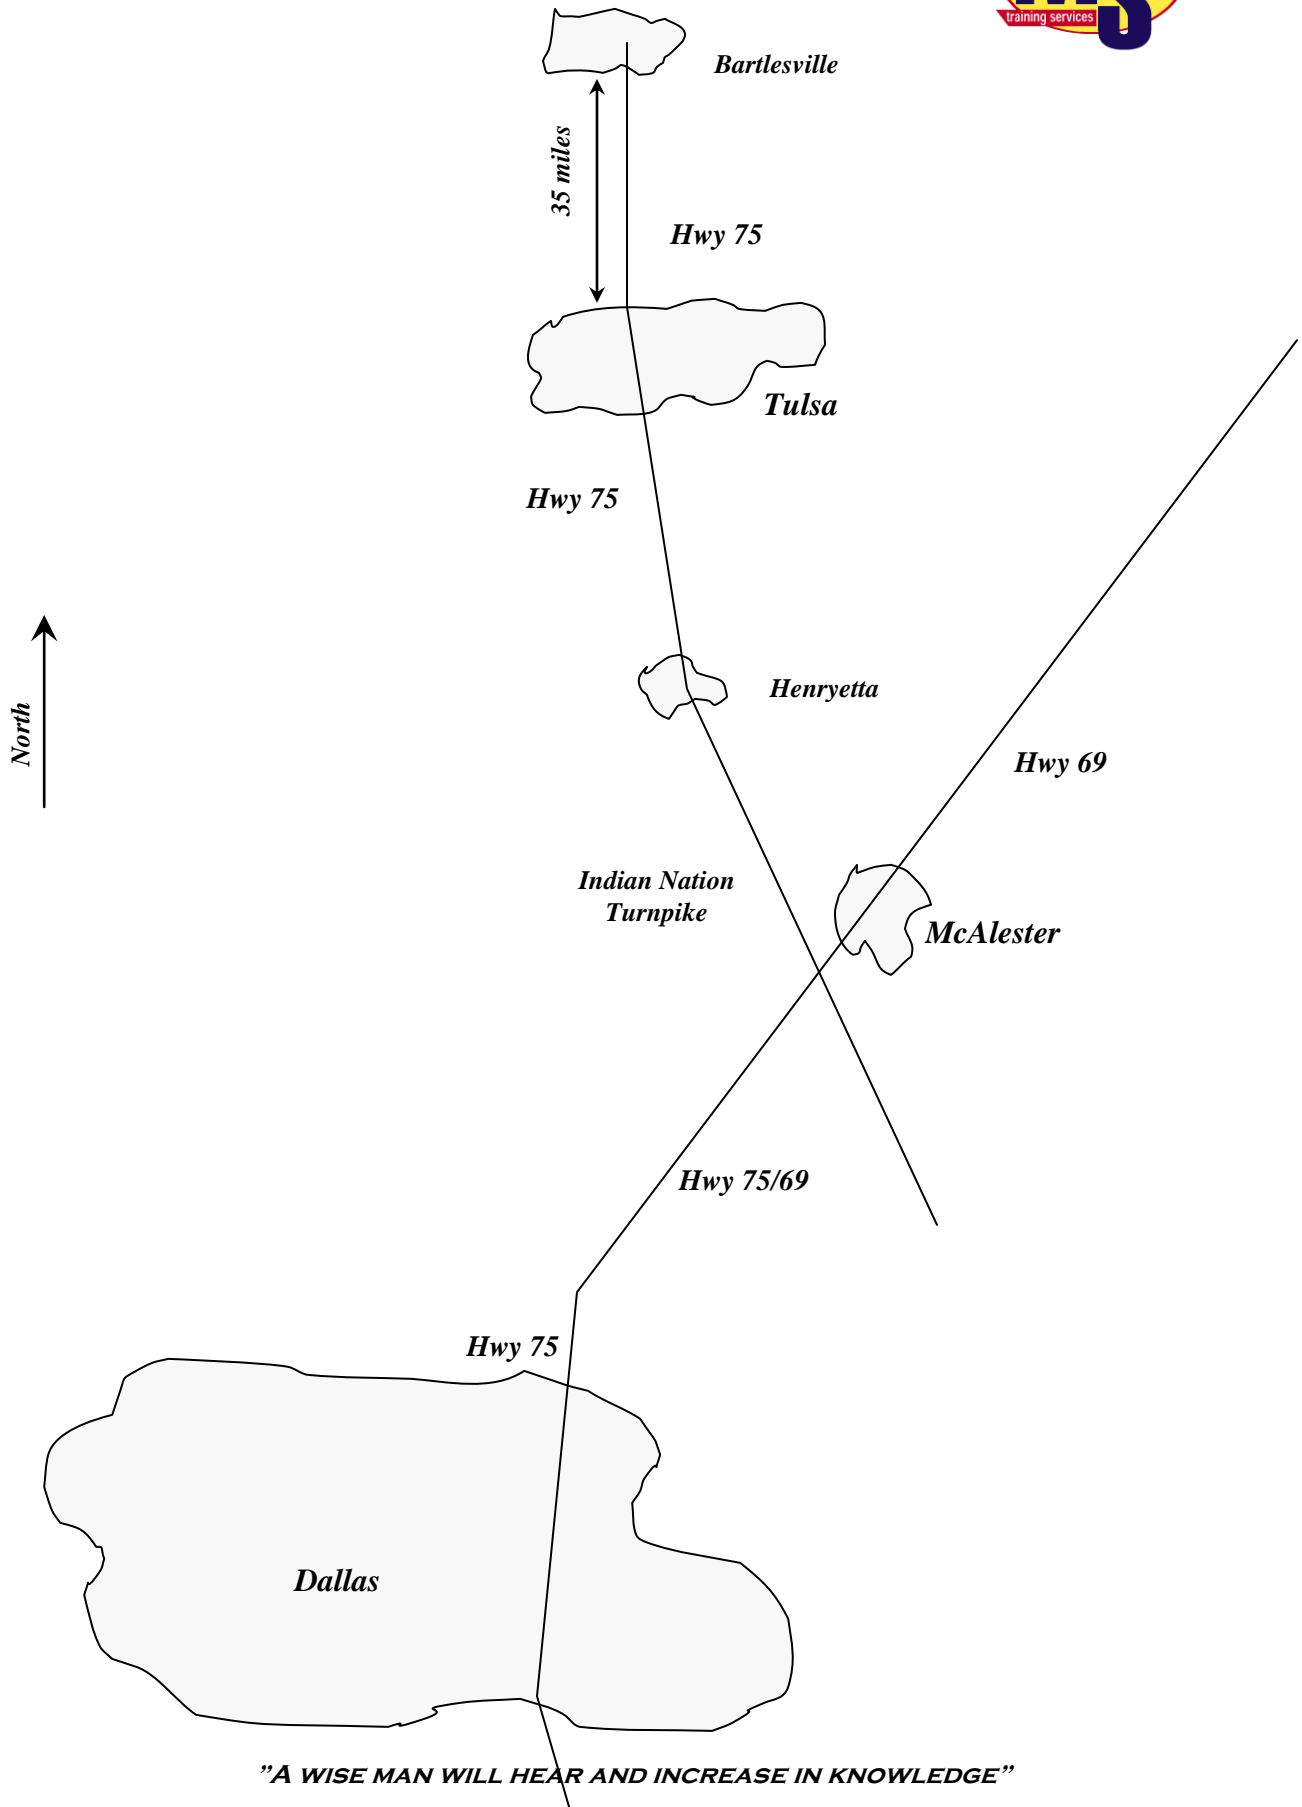 training services
Bartlesville
35 miles
Hwy 75
Tulsa
Hwy 75
Henryetta
North
Hwy 69
Indian Nation
Turnpike
McAlester
Hwy 75/69
Hwy 75
Dallas
”A WISE MAN WILL HEAR AND INCREASE IN KNOWLEDGE”